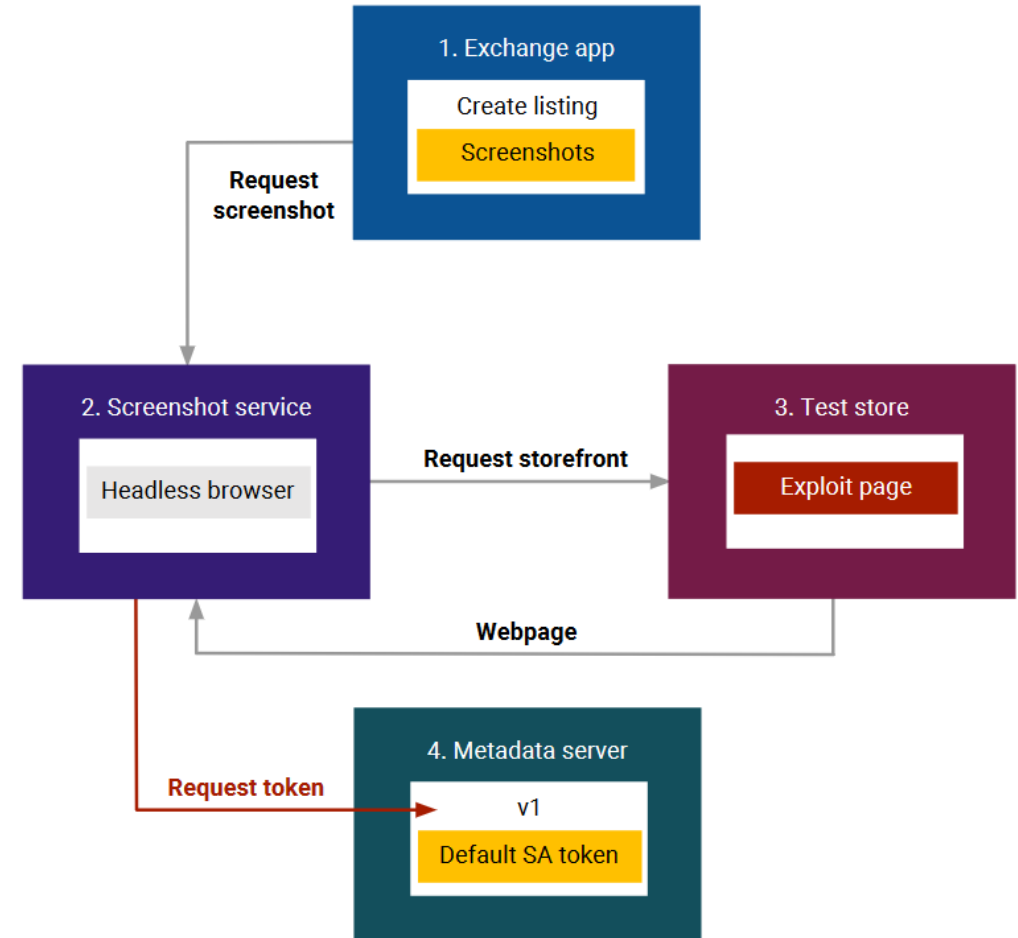 1. Exchange app
Create listing
Screenshots
Request
screenshot
2. Screenshot service
Headless browser
Request storefront
3. Test store
Exploit page
Webpage
4. Metadata server
Request token
v1
Default SA token